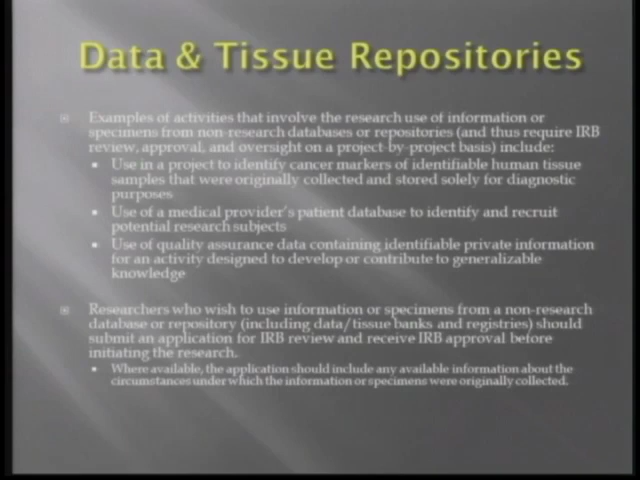 Data & Tissue Repositories
Examples of activities that involve the research use of information or
specimens from non-research databases or repositories (and thus require IRB
review, approval, and oversight on a project-by-project basis) include:
Use in a project to identify cancer markers of identifiable human tissue
samples that were originally collected and stored solely for diagnostic
purposes
Use of a medical provider's patient database to identify and recruit
potential research subjects
Use of quality assurance data containing identifiable private information
for an activity designed to develop or contribute to generalizable
knowledge
Researchers who wish to use information or specimens from a non-research
database or repository (including data/tissue banks and registries) should
submit an application for IRB review and receive IRB approval before
initiating the research.
Where available, the application should include any available information about the
circumstances under which the information or specimens were originally collected.